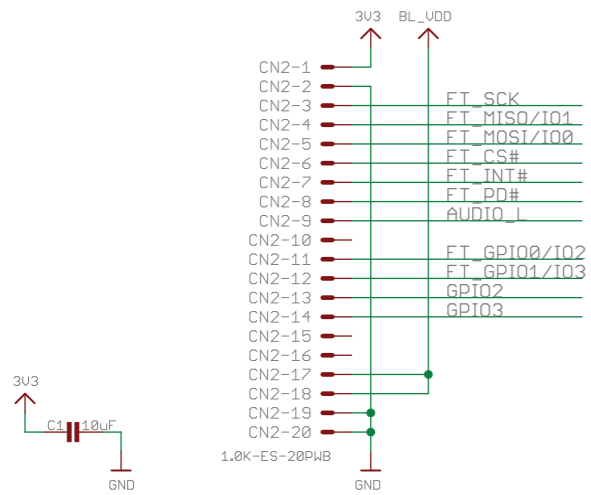 3V3 BL_VDD
CN2-1
CN2-2
CN2-3 FT_SCK
CN2-4 FT_MISO/IO1
CN2-5 FT_MOSI/IO0
CN2-6 FT_CS#
CN2-7 FT_INT#
CN2-8 FT_PD#
CN2-9 AUDIO_L
CN2-10
CN2-11 FT_GPIO0/IO2
CN2-12 FT_GPIO1/IO3
CN2-13 GPIO2
CN2-14 GPIO3
CN2-15
CN2-16
CN2-17
3V3 CN2-18
C1 10uF CN2-19
CN2-20
1.0K-ES-20PWB
GND GND